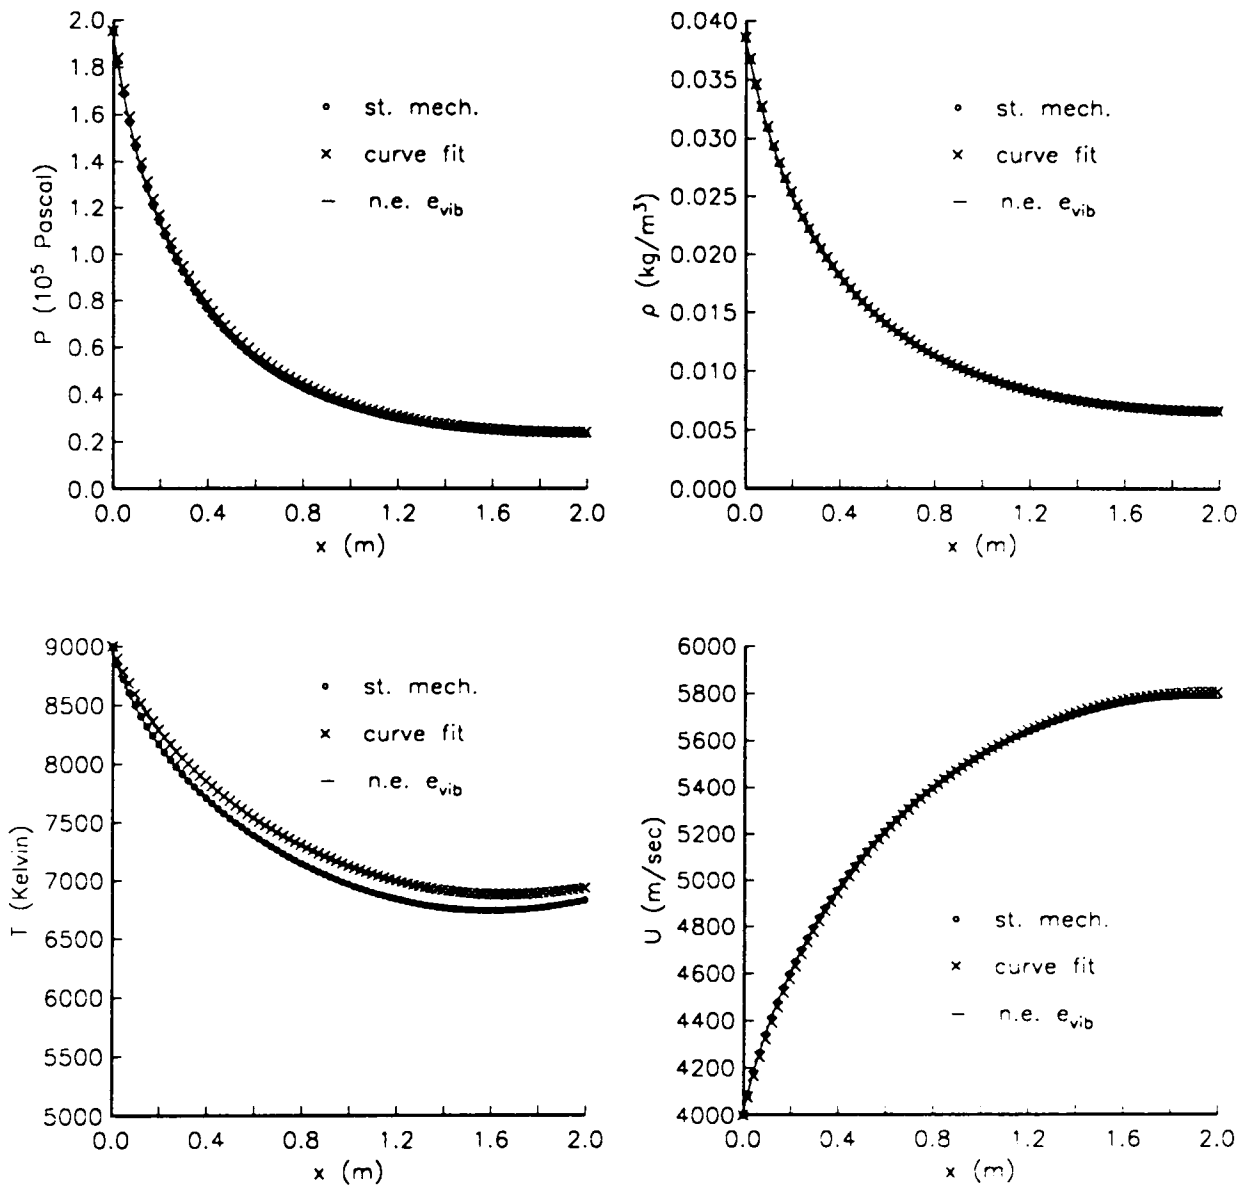 2.0
1.8
1.6
1.4
1.2
1.0
0.8
0.6
0.4
0.2
0.0
P (10⁵ Pascal)
∘ st. mech.
× curve fit
— n.e. e_vib
0.0 0.4 0.8 1.2 1.6 2.0
x (m)
0.040
0.035
0.030
0.025
0.020
0.015
0.010
0.005
0.000
ρ (kg/m³)
∘ st. mech.
× curve fit
— n.e. e_vib
0.0 0.4 0.8 1.2 1.6 2.0
x (m)
9000
8500
8000
7500
7000
6500
6000
5500
5000
T (Kelvin)
∘ st. mech.
× curve fit
— n.e. e_vib
0.0 0.4 0.8 1.2 1.6 2.0
x (m)
6000
5800
5600
5400
5200
5000
4800
4600
4400
4200
4000
U (m/sec)
∘ st. mech.
× curve fit
— n.e. e_vib
0.0 0.4 0.8 1.2 1.6 2.0
x (m)